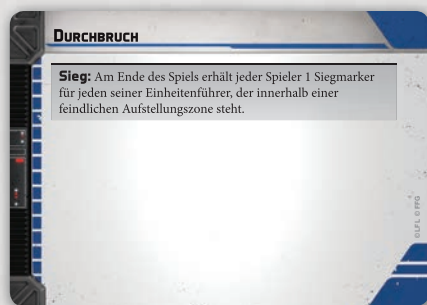 DURCHBRUCH
Sieg: Am Ende des Spiels erhält jeder Spieler 1 Siegmarker
für jeden seiner Einheitenführer, der innerhalb einer
feindlichen Aufstellungszone steht.
©LFL ©FFG